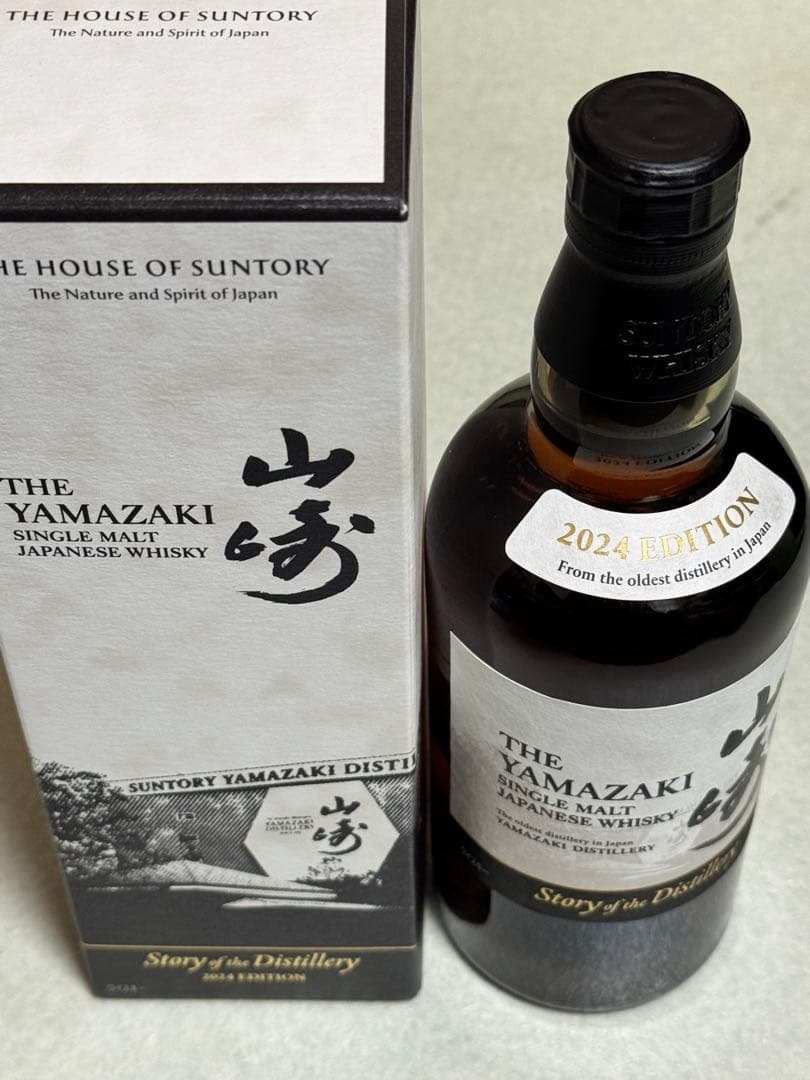 THE HOUSE OF SUNTORY
The Nature and Spirit of Japan
HE HOUSE OF SUNTORY
The Nature and Spirit of Japan
THE
YAMAZAKI
SINGLE MALT
JAPANESE WHISKY
山崎
SUNTORY YAMAZAKI DISTI
YAMAZAKI
DISTILLERY
山崎
Story of the Distillery
2024 EDITION
SUNTORY
WHISKY
2024 EDITION
2024 EDITION
From the oldest distillery in Japan
THE
YAMAZAKI
SINGLE MALT
JAPANESE WHISKY
The oldest distillery in Japan
YAMAZAKI DISTILLERY
山崎
Story of the Distillery